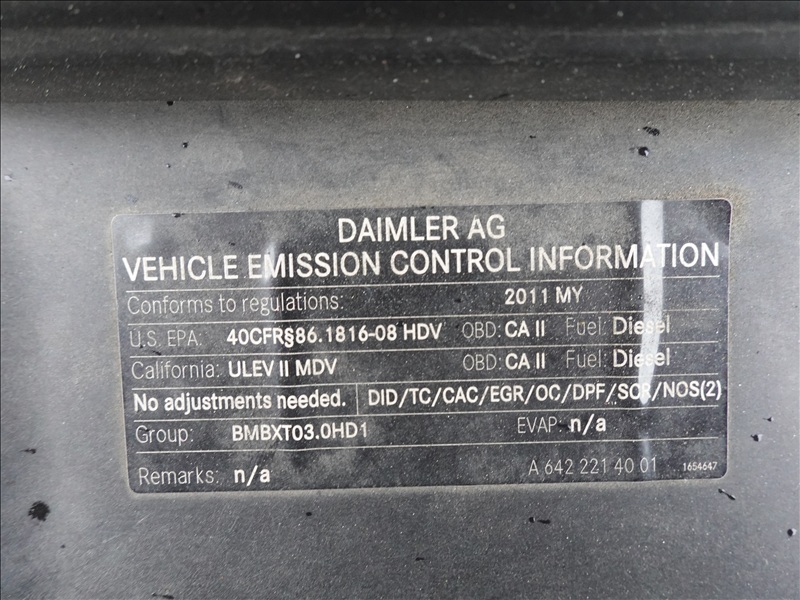 DAIMLER AG
VEHICLE EMISSION CONTROL INFORMATION
Conforms to regulations: 2011 MY
U.S. EPA: 40CFR§86.1816-08 HDV OBD: CA II Fuel: Diesel
California: ULEV II MDV OBD: CA II Fuel: Diesel
No adjustments needed. DID/TC/CAC/EGR/OC/DPF/SCR/NOS(2)
Group: BMBXT03.0HD1 EVAP: n/a
Remarks: n/a A 642 221 40 01 1654647